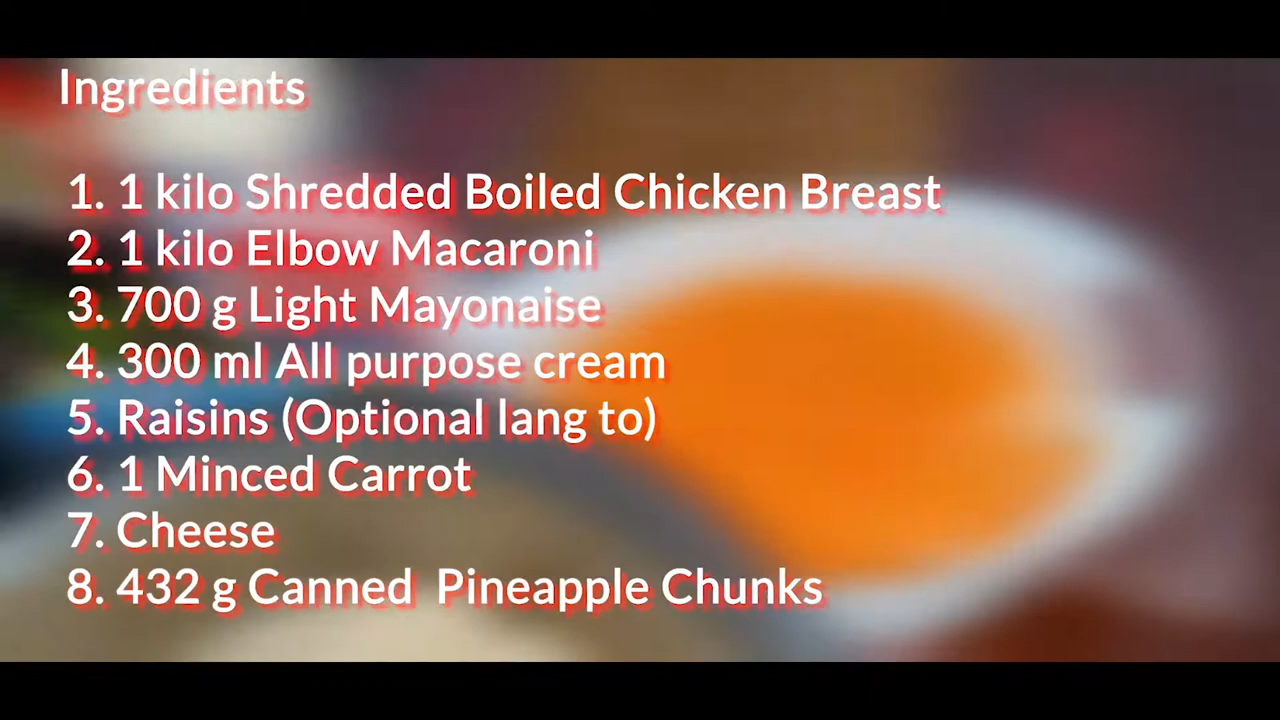 Ingredients
1. 1 kilo Shredded Boiled Chicken Breast
2. 1 kilo Elbow Macaroni
3. 700 g Light Mayonaise
4. 300 ml All purpose cream
5. Raisins (Optional lang to)
6. 1 Minced Carrot
7. Cheese
8. 432 g Canned  Pineapple Chunks